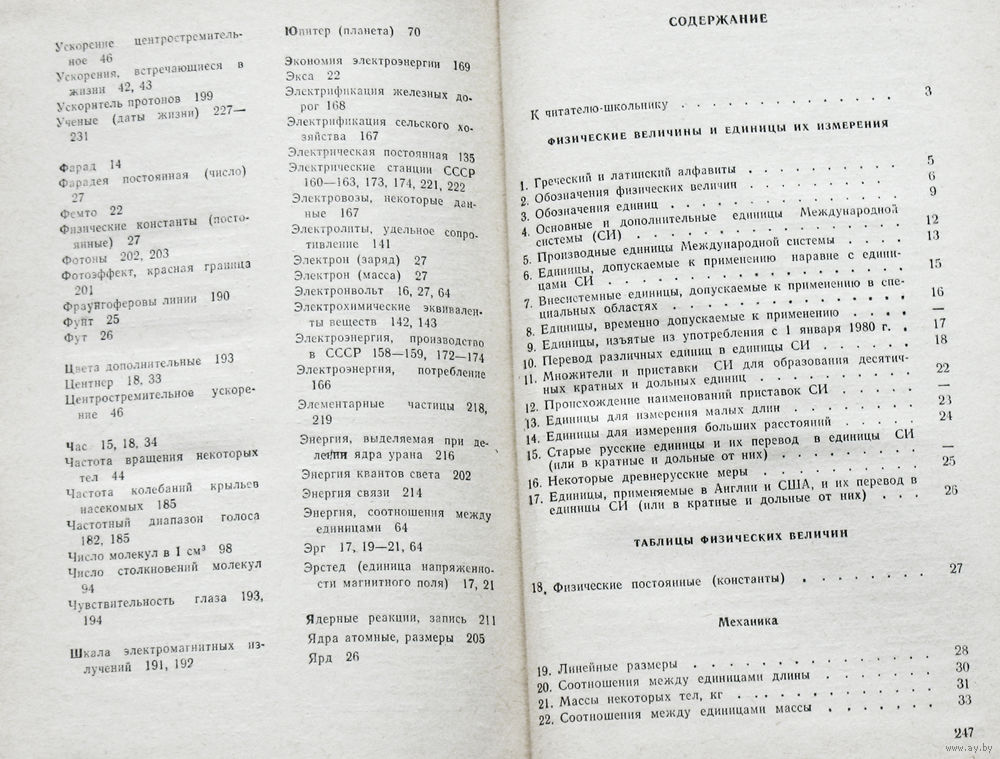 Ускорение центростремитель-
ное 46
Ускорения, встречающиеся в
жизни 42, 43
Ускоритель протонов 199
Ученые (даты жизни) 227—
231
Фарад 14
Фарадея постоянная (число)
27
Фемто 22
Физические константы (посто-
янные) 27
Фотоны 202, 203
Фотоэффект, красная граница
201
Фраунгоферовы линии 190
Фунт 25
Фут 26
Цвета дополнительные 193
Центнер 18, 33
Центростремительное ускоре-
ние 46
Час 15, 18, 34
Частота вращения некоторых
тел 44
Частота колебаний крыльев
насекомых 185
Частотный диапазон голоса
182, 185
Число молекул в 1 см³ 98
Число столкновений молекул
94
Чувствительность глаза 193,
194
Шкала электромагнитных из-
лучений 191, 192
Юпитер (планета) 70
Экономия электроэнергии 169
Экса 22
Электрификация железных до-
рог 168
Электрификация сельского хо-
зяйства 167
Электрическая постоянная 135
Электрические станции СССР
160—163, 173, 174, 221, 222
Электровозы, некоторые дан-
ные 167
Электролиты, удельное сопро-
тивление 141
Электрон (заряд) 27
Электрон (масса) 27
Электронвольт 16, 27, 64
Электрохимические эквивален-
ты веществ 142, 143
Электроэнергия, производство
в СССР 158—159, 172—174
Электроэнергия, потребление
166
Элементарные частицы 218,
219
Энергия, выделяемая при де-
лении ядра урана 216
Энергия квантов света 202
Энергия связи 214
Энергия, соотношения между
единицами 64
Эрг 17, 19—21, 64
Эрстед (единица напряженно-
сти магнитного поля) 17, 21
Ядерные реакции, запись 211
Ядра атомные, размеры 205
Ярд 26
СОДЕРЖАНИЕ
К читателю-школьнику . . . . . . . . . . . . . . 3
ФИЗИЧЕСКИЕ ВЕЛИЧИНЫ И ЕДИНИЦЫ ИХ ИЗМЕРЕНИЯ
1. Греческий и латинский алфавиты . . . . . . . . . 5
2. Обозначения физических величин . . . . . . . . . 6
3. Обозначения единиц . . . . . . . . . . . . . 9
4. Основные и дополнительные единицы Международной
системы (СИ) . . . . . . . . . . . . . . . 12
5. Производные единицы Международной системы . . . . 13
6. Единицы, допускаемые к применению наравне с едини-
цами СИ . . . . . . . . . . . . . . . . 15
7. Внесистемные единицы, допускаемые к применению в спе-
циальных областях . . . . . . . . . . . . . 16
8. Единицы, временно допускаемые к применению . . . . —
9. Единицы, изъятые из употребления с 1 января 1980 г. . 17
10. Перевод различных единиц в единицы СИ . . . . . . 18
11. Множители и приставки СИ для образования десятич-
ных кратных и дольных единиц . . . . . . . . . 22
12. Происхождение наименований приставок СИ . . . . . —
13. Единицы для измерения малых длин . . . . . . . 23
14. Единицы для измерения больших расстояний . . . . . 24
15. Старые русские единицы и их перевод в единицы СИ
(или в кратные и дольные от них) . . . . . . . . —
16. Некоторые древнерусские меры . . . . . . . . . 25
17. Единицы, применяемые в Англии и США, и их перевод в
единицы СИ (или в кратные и дольные от них) . . . 26
ТАБЛИЦЫ ФИЗИЧЕСКИХ ВЕЛИЧИН
18. Физические постоянные (константы) . . . . . . . . 27
Механика
19. Линейные размеры . . . . . . . . . . . . . 28
20. Соотношения между единицами длины . . . . . . . 30
21. Массы некоторых тел, кг . . . . . . . . . . . 31
22. Соотношения между единицами массы . . . . . . . 33
247
www.ay.by